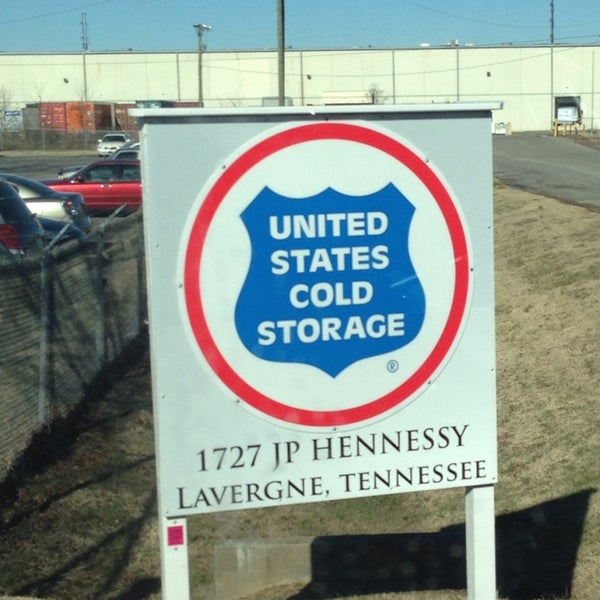 UNITED
STATES
COLD
STORAGE
®
1727 JP HENNESSY
LAVERGNE, TENNESSEE